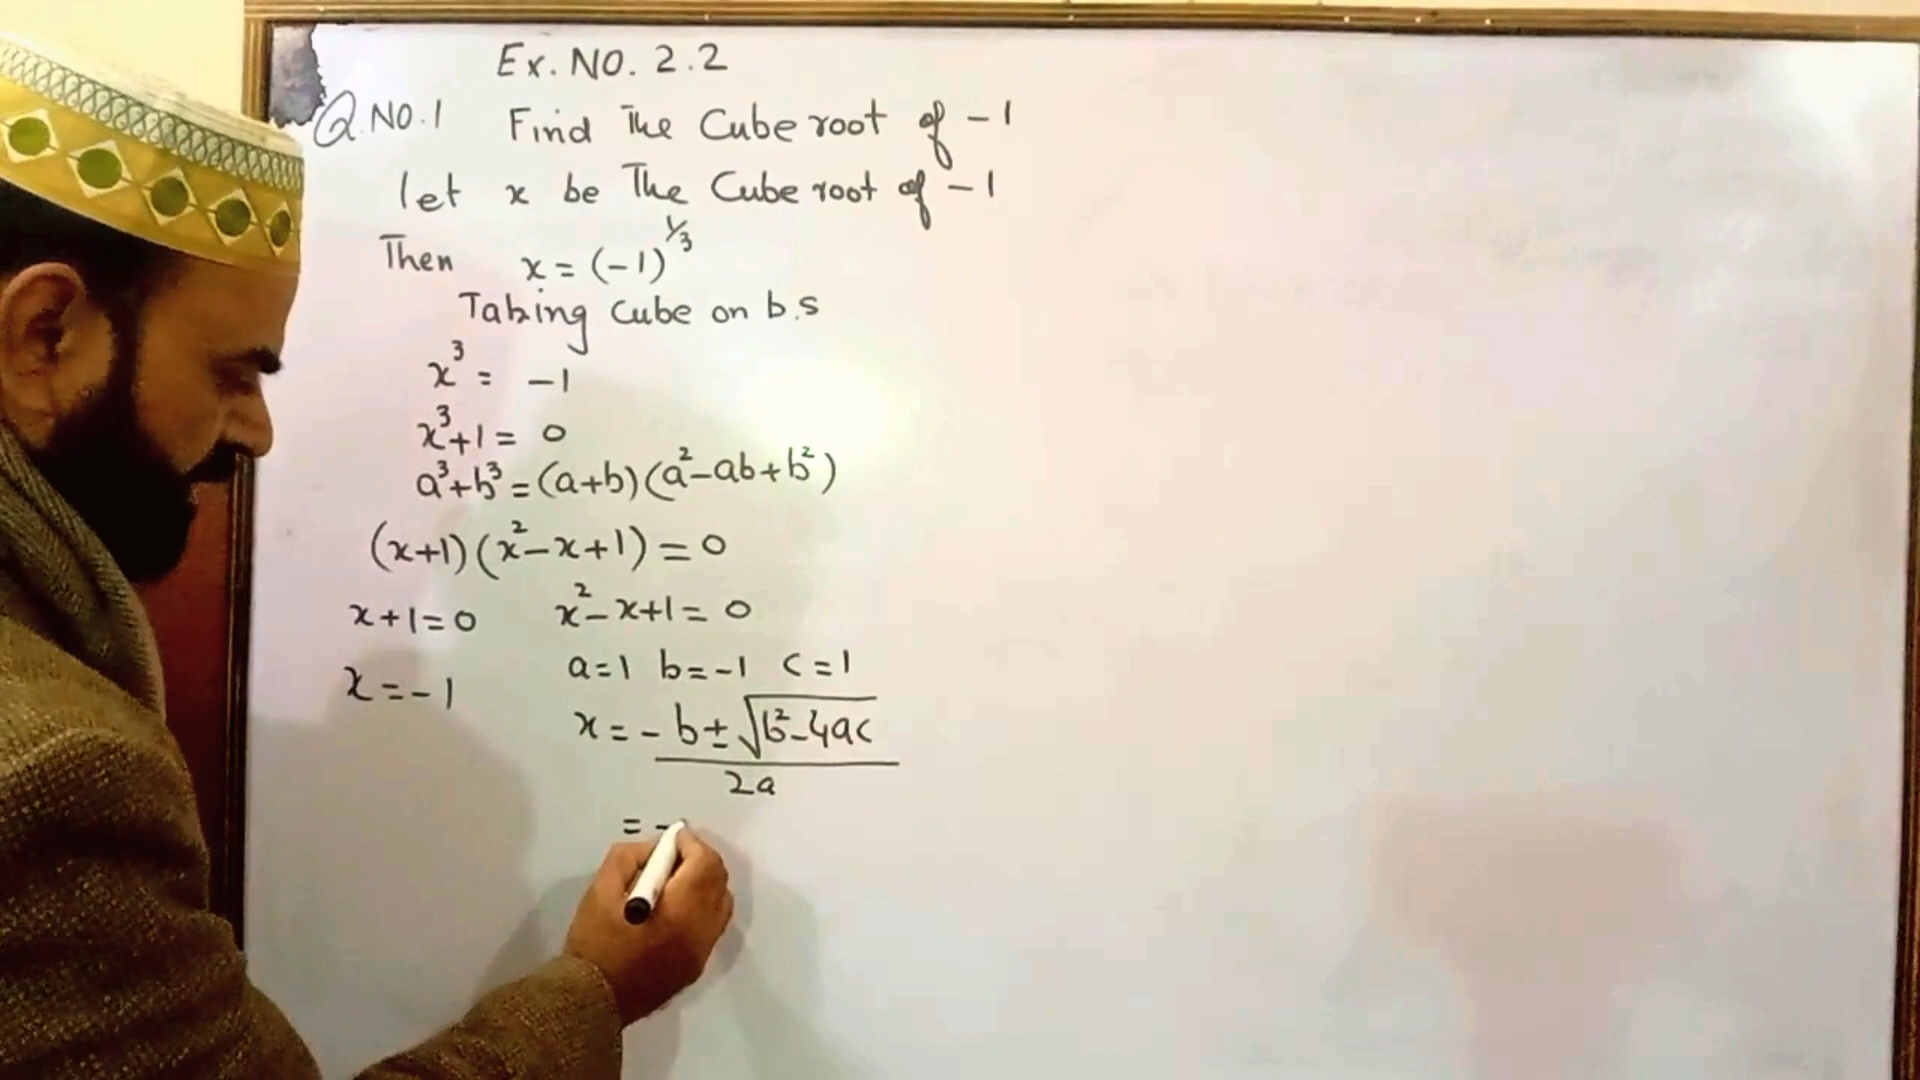 Ex. NO. 2.2
Q. NO. 1 Find The Cube root of -1
let x be The Cube root of -1
Then x = (-1)^1/3
Taking Cube on b.s
x³ = -1
x³+1 = 0
a³+b³ = (a+b)(a²-ab+b²)
(x+1)(x²-x+1) = 0
x+1=0 x²-x+1= 0
x = -1 a=1 b=-1 c=1
x = -b ± √b²-4ac
2a
= -